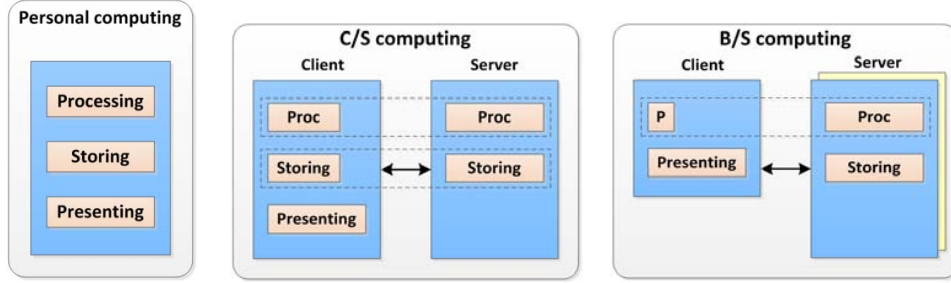 Personal computing
Processing
Storing
Presenting
C/S computing
Client
Server
Proc
Proc
Storing
Storing
Presenting
B/S computing
Client
Server
P
Proc
Presenting
Storing